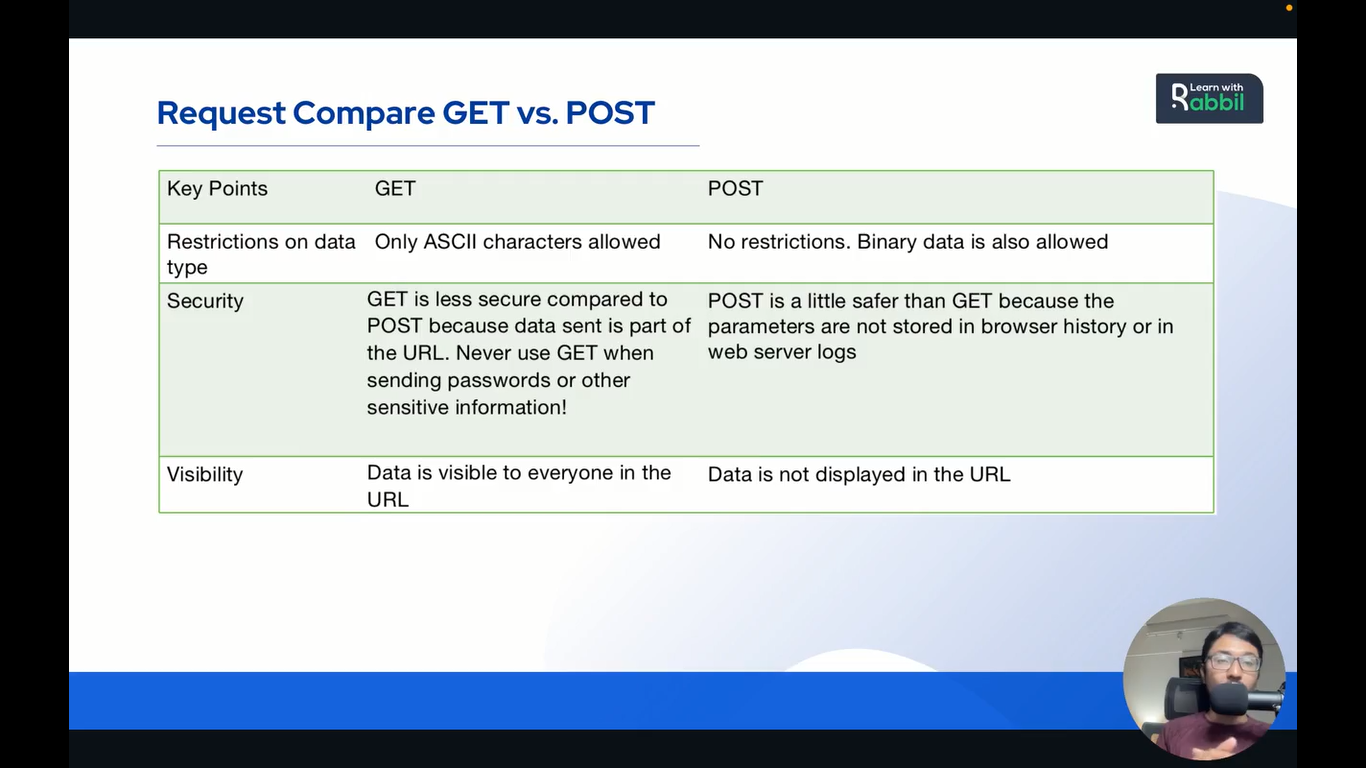 Learn with
Rabbil
Request Compare GET vs. POST
Key Points
GET
POST
Restrictions on data
type
Only ASCII characters allowed
No restrictions. Binary data is also allowed
Security
GET is less secure compared to
POST because data sent is part of
the URL. Never use GET when
sending passwords or other
sensitive information!
POST is a little safer than GET because the
parameters are not stored in browser history or in
web server logs
Visibility
Data is visible to everyone in the
URL
Data is not displayed in the URL